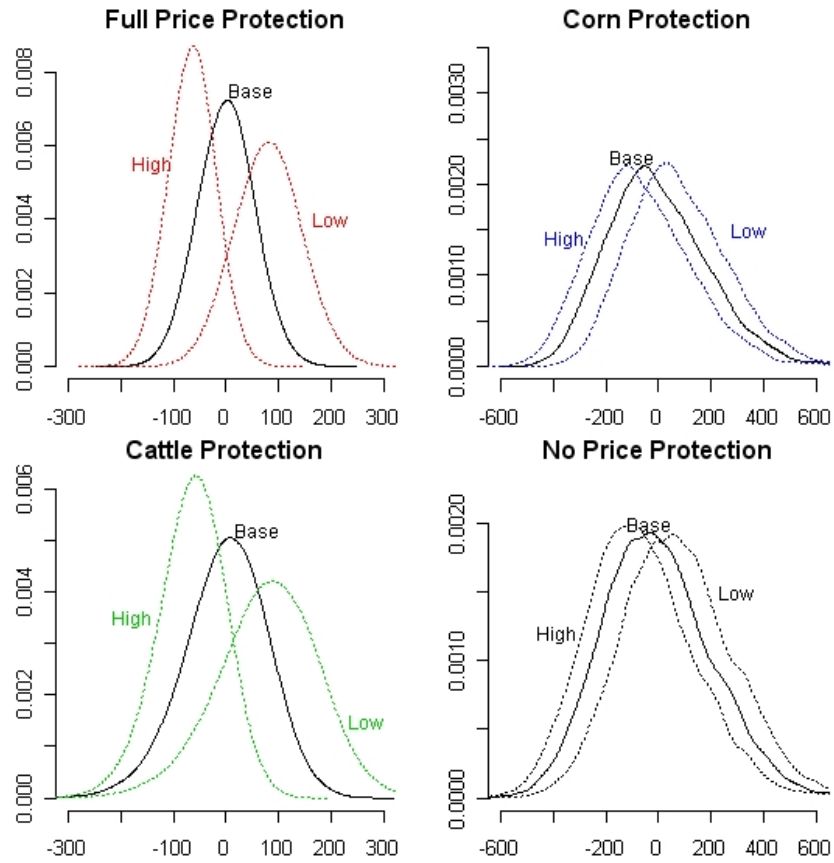 Full Price Protection
0.008
0.006
0.004
0.002
0.000
High
Base
Low
-300 -100 0 100 200 300
Corn Protection
0.0030
0.0020
0.0010
0.0000
High
Base
Low
-600 -200 0 200 400 600
Cattle Protection
0.006
0.004
0.002
0.000
High
Base
Low
-300 -100 0 100 200 300
No Price Protection
0.0020
0.0010
0.0000
High
Base
Low
-600 -200 0 200 400 600